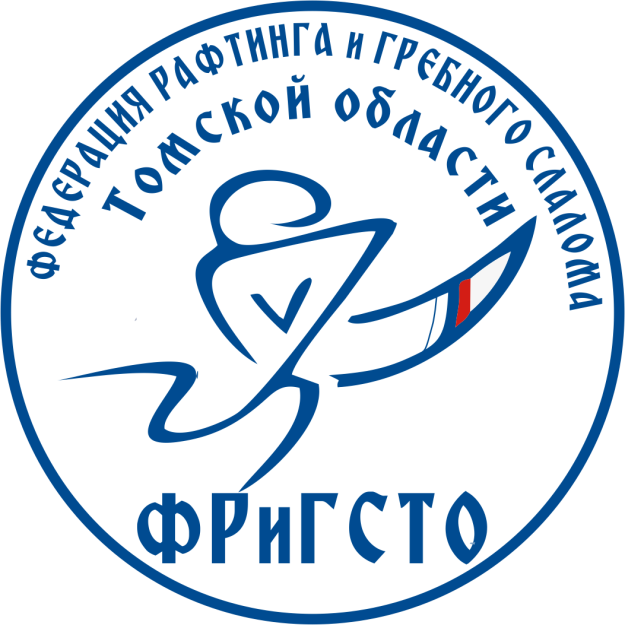 ФЕДЕРАЦИЯ РАФТИНГА и ГРЕБНОГО СЛАЛОМА
ТОМСКОЙ ОБЛАСТИ
ФРиГСТО